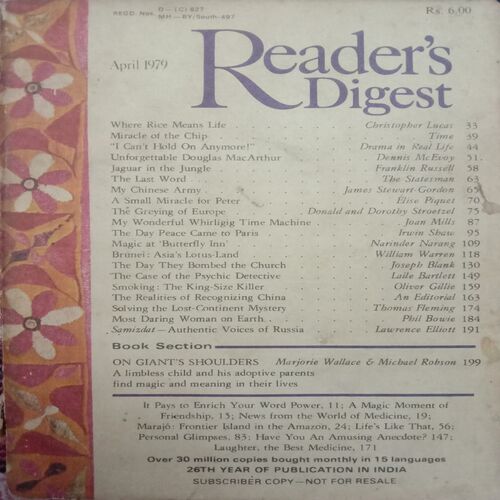 REGD. Nos. D—(C) 827
MH—BY/South-497
Rs. 6.00
April 1979
Reader's
Digest
Where Rice Means Life . . . Christopher Lucas 33
Miracle of the Chip . . . Time 39
"I Can't Hold On Anymore!" . . . Drama in Real Life 44
Unforgettable Douglas MacArthur . . . Dennis McEvoy 51
Jaguar in the Jungle . . . Franklin Russell 58
The Last Word . . . The Statesman 63
My Chinese Army . . . James Stewart-Gordon 65
A Small Miracle for Peter . . . Elise Piquet 70
The Greying of Europe . . . Donald and Dorothy Stroetzel 75
My Wonderful Whirligig Time Machine . . . Joan Mills 87
The Day Peace Came to Paris . . . Irwin Shaw 95
Magic at 'Butterfly Inn' . . . Narinder Narang 109
Brunei: Asia's Lotus-Land . . . William Warren 118
The Day They Bombed the Church . . . Joseph Blank 130
The Case of the Psychic Detective . . . Laile Bartlett 149
Smoking: The King-Size Killer . . . Oliver Gillie 159
The Realities of Recognizing China . . . An Editorial 163
Solving the Lost-Continent Mystery . . . Thomas Fleming 174
Most Daring Woman on Earth . . . Phil Bowie 184
Samizdat—Authentic Voices of Russia . . . Lawrence Elliott 191
Book Section
ON GIANT'S SHOULDERS Marjorie Wallace & Michael Robson 199
A limbless child and his adoptive parents
find magic and meaning in their lives
It Pays to Enrich Your Word Power, 11; A Magic Moment of
Friendship, 15; News from the World of Medicine, 19;
Marajó: Frontier Island in the Amazon, 24; Life's Like That, 56;
Personal Glimpses, 83; Have You An Amusing Anecdote? 147;
Laughter, the Best Medicine, 171
Over 30 million copies bought monthly in 15 languages
26TH YEAR OF PUBLICATION IN INDIA
SUBSCRIBER COPY—NOT FOR RESALE